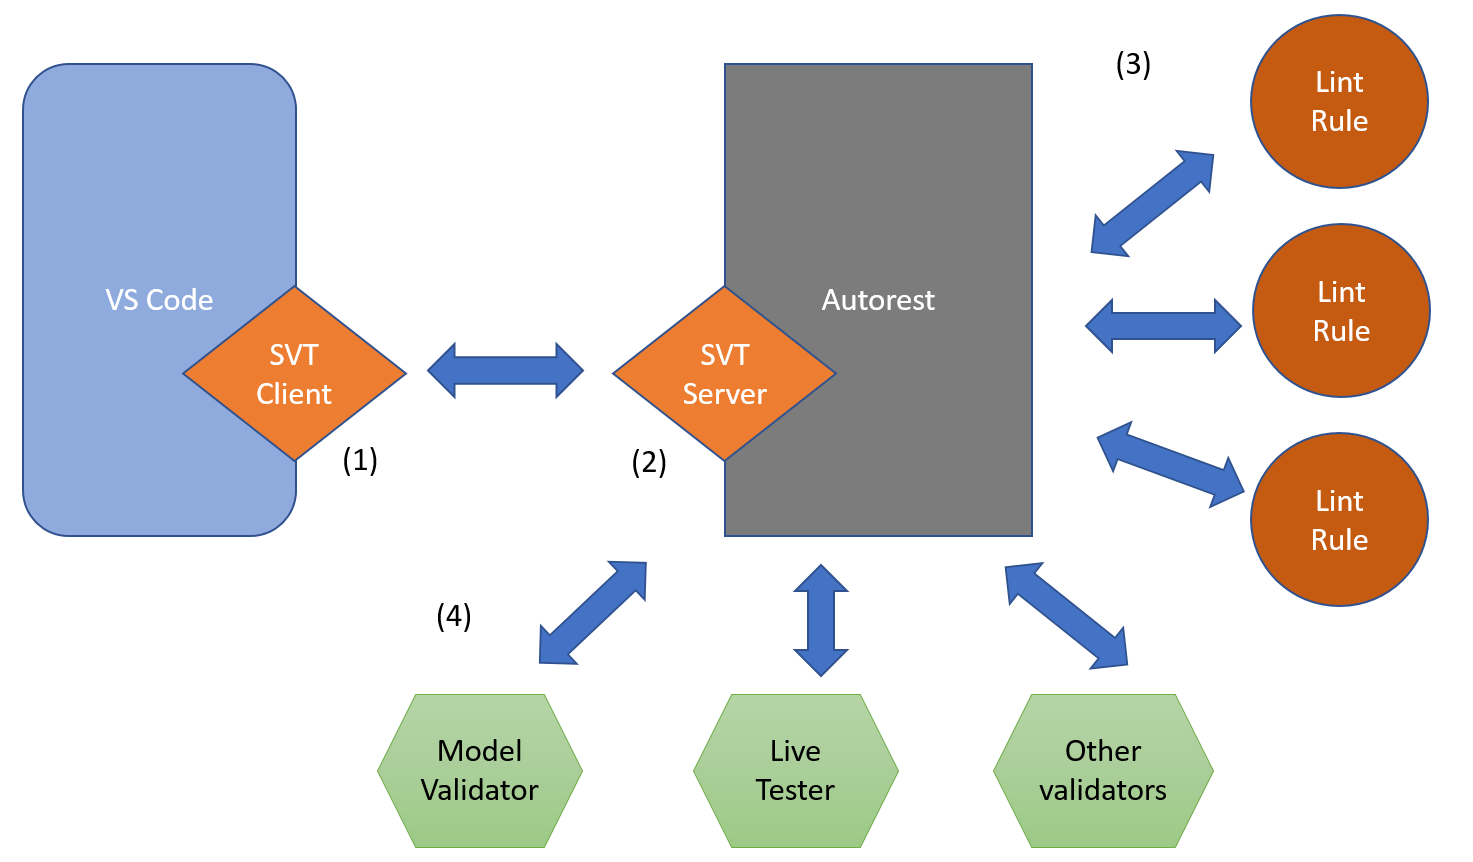 VS Code
SVT
Client
(1)
SVT
Server
(2)
Autorest
(3)
Lint
Rule
Lint
Rule
Lint
Rule
(4)
Model
Validator
Live
Tester
Other
validators